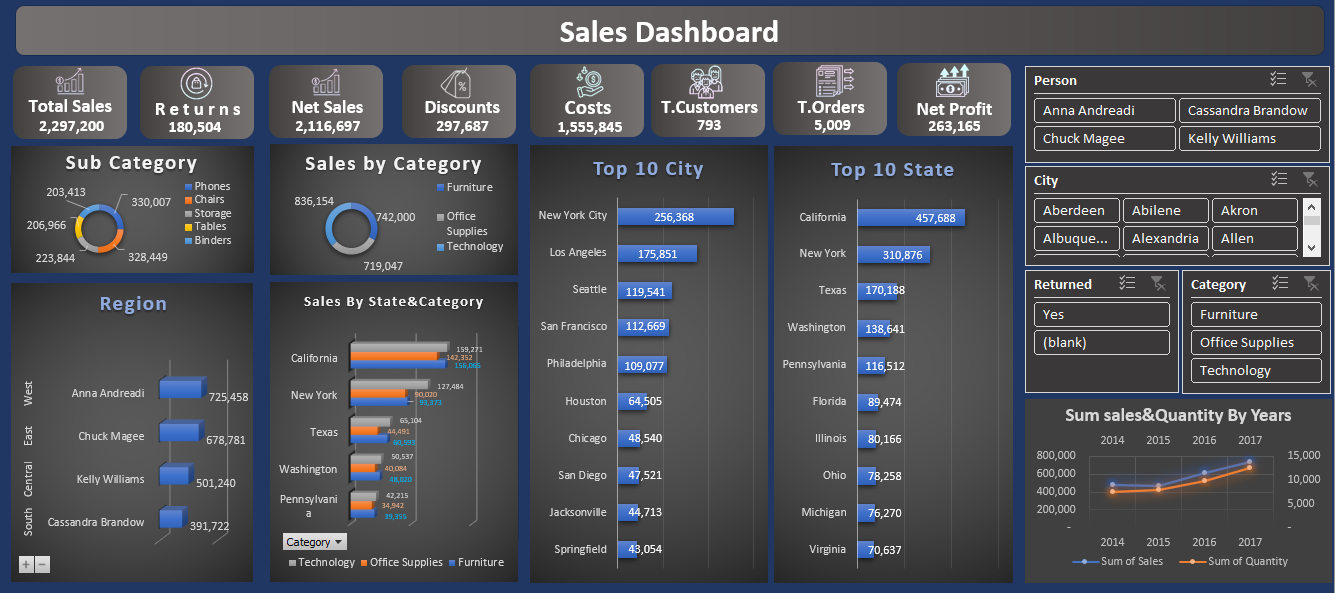 Sales Dashboard
Total Sales
2,297,200
Returns
180,504
Net Sales
2,116,697
Discounts
297,687
Costs
1,555,845
T.Customers
793
T.Orders
5,009
Net Profit
263,165
Person
Anna Andreadi
Cassandra Brandow
Chuck Magee
Kelly Williams
City
Aberdeen
Abilene
Akron
Albuque...
Alexandria
Allen
Returned
Yes
(blank)
Category
Furniture
Office Supplies
Technology
Sub Category
203,413
330,007
206,966
223,844
328,449
Phones
Chairs
Storage
Tables
Binders
Sales by Category
836,154
742,000
719,047
Furniture
Office
Supplies
Technology
Region
West
Anna Andreadi
725,458
East
Chuck Magee
678,781
Central
Kelly Williams
501,240
South
Cassandra Brandow
391,722
Sales By State&Category
California
159,271
142,352
156,065
New York
127,484
90,020
93,373
Texas
65,104
44,491
60,593
Washington
50,537
40,084
48,020
Pennsylvani
a
42,215
34,942
39,355
Category
Technology
Office Supplies
Furniture
Top 10 City
New York City
256,368
Los Angeles
175,851
Seattle
119,541
San Francisco
112,669
Philadelphia
109,077
Houston
64,505
Chicago
48,540
San Diego
47,521
Jacksonville
44,713
Springfield
43,054
Top 10 State
California
457,688
New York
310,876
Texas
170,188
Washington
138,641
Pennsylvania
116,512
Florida
89,474
Illinois
80,166
Ohio
78,258
Michigan
76,270
Virginia
70,637
Sum sales&Quantity By Years
2014 2015 2016 2017
800,000
600,000
400,000
200,000
-
15,000
10,000
5,000
-
2014 2015 2016 2017
Sum of Sales
Sum of Quantity